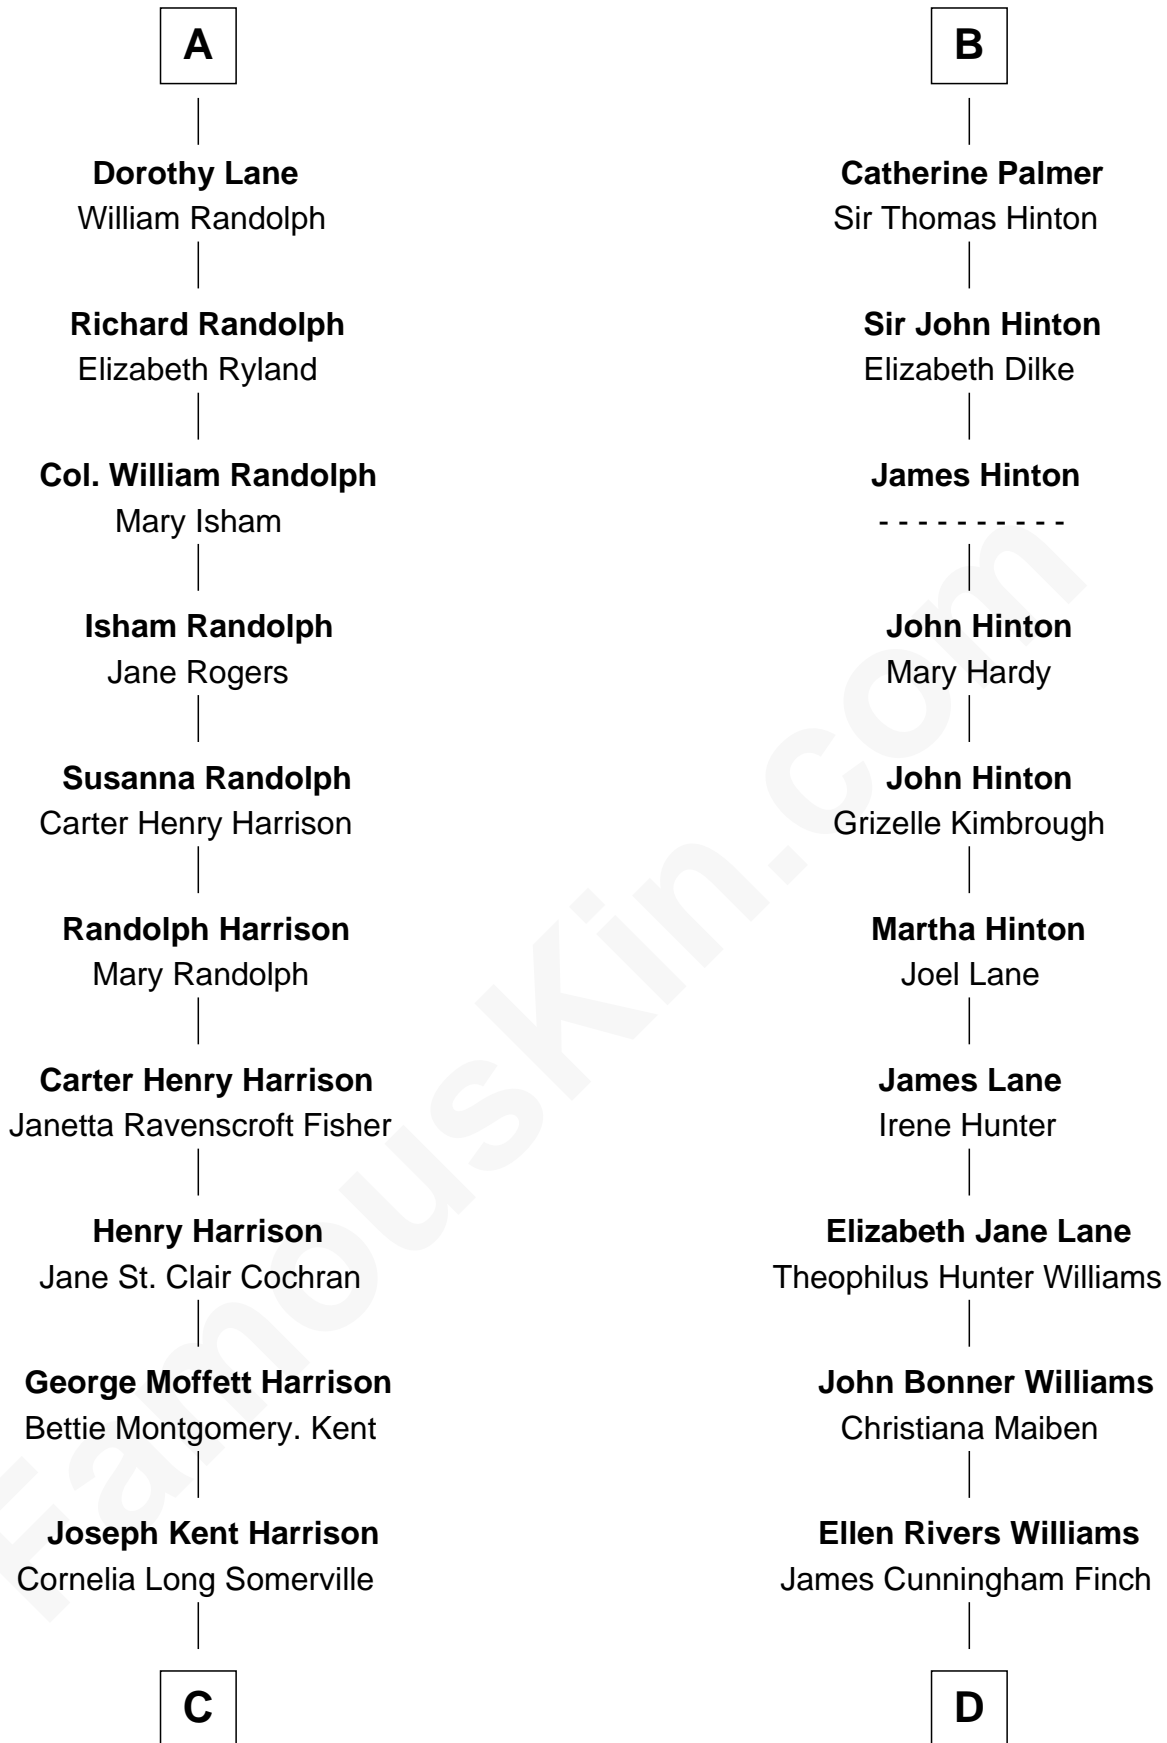 A
Dorothy Lane
William Randolph
Richard Randolph
Elizabeth Ryland
Col. William Randolph
Mary Isham
Isham Randolph
Jane Rogers
Susanna Randolph
Carter Henry Harrison
Randolph Harrison
Mary Randolph
Carter Henry Harrison
Janetta Ravenscroft Fisher
Henry Harrison
Jane St. Clair Cochran
George Moffett Harrison
Bettie Montgomery. Kent
Joseph Kent Harrison
Cornelia Long Somerville
C
B
Catherine Palmer
Sir Thomas Hinton
Sir John Hinton
Elizabeth Dilke
James Hinton
- - - - - - - - - -
John Hinton
Mary Hardy
John Hinton
Grizelle Kimbrough
Martha Hinton
Joel Lane
James Lane
Irene Hunter
Elizabeth Jane Lane
Theophilus Hunter Williams
John Bonner Williams
Christiana Maiben
Ellen Rivers Williams
James Cunningham Finch
D
FamousKin.com